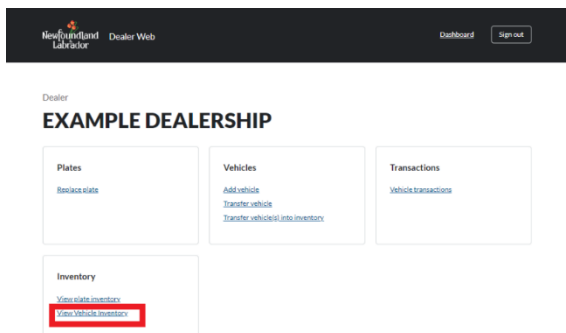 Newfoundland
Labrador
Dealer Web
Dashboard
Sign out
Dealer
EXAMPLE DEALERSHIP
Plates
Replace plate
Vehicles
Add vehicle
Transfer vehicle
Transfer vehicle(s) into inventory
Transactions
Vehicle transactions
Inventory
View plate inventory
View Vehicle Inventory